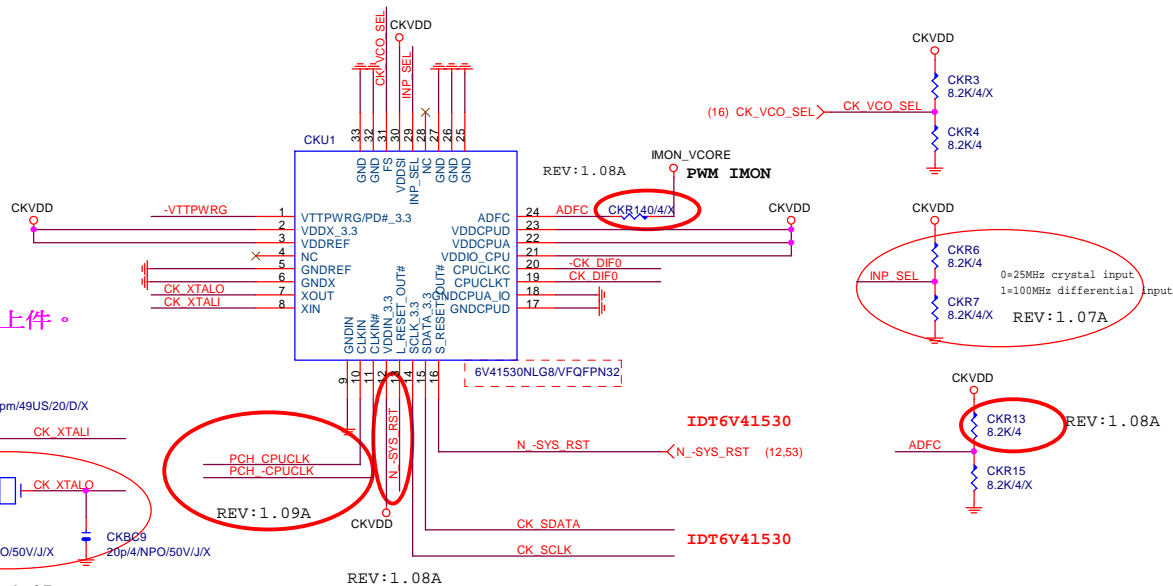 CKVDD
CK_VCO_SEL
INP_SEL
33
32
31
30
29
28
27
26
25
CKU1
GND
GND
FS
VDDSI
INP_SEL
NC
GND
GND
GND
CKVDD
-VTTPWRG
1
2
3
4
5
6
7
8
CK_XTALO
CK_XTALI
VTTPWRG/PD#_3.3
VDDX_3.3
VDDREF
NC
GNDREF
GNDX
XOUT
XIN
ADFC
VDDCPUD
VDDCPUA
VDDIO_CPU
CPUCLKC
CPUCLKT
GNDCPUA_IO
GNDCPUD
24
23
22
21
20
19
18
17
REV:1.08A
IMON_VCORE
PWM IMON
ADFC
CKR140/4/X
CKVDD
-CK_DIF0
CK_DIF0
GNDIN
CLKIN
CLKIN#
VDDIN_3.3
L_RESET_OUT#
SCLK_3.3
SDATA_3.3
S_RESET_OUT#
9
10
11
12
13
14
15
16
6V41530NLG8/VFQFPN32
上件。
pm/49US/20/D/X
CK_XTALI
CK_XTALO
CKBC9
20p/4/NPO/50V/J/X
O/50V/J/X
PCH_CPUCLK
PCH_-CPUCLK
REV:1.09A
N_-SYS_RST
CKVDD
REV:1.08A
IDT6V41530
N_-SYS_RST
N_-SYS_RST (12,53)
CK_SDATA
IDT6V41530
CK_SCLK
CKVDD
CKR3
8.2K/4/X
(16) CK_VCO_SEL
CK_VCO_SEL
CKR4
8.2K/4
CKVDD
CKR6
8.2K/4
INP_SEL
0=25MHz crystal input
1=100MHz differential input
CKR7
8.2K/4/X
REV:1.07A
CKVDD
CKR13
8.2K/4
REV:1.08A
ADFC
CKR15
8.2K/4/X